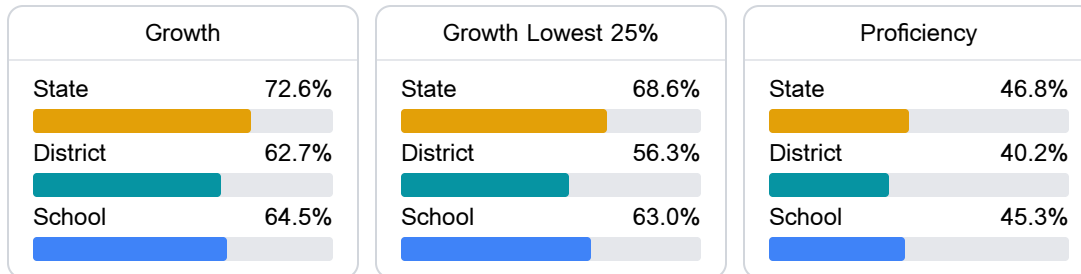 Growth
State 72.6%
District 62.7%
School 64.5%
Growth Lowest 25%
State 68.6%
District 56.3%
School 63.0%
Proficiency
State 46.8%
District 40.2%
School 45.3%